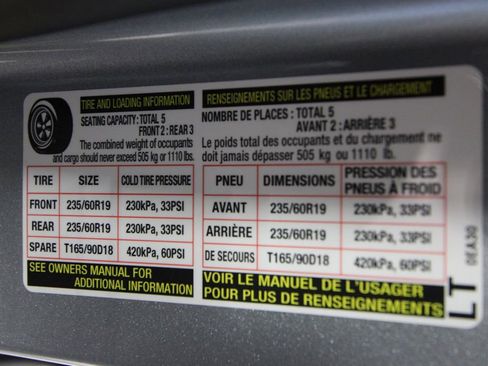 TIRE AND LOADING INFORMATION
SEATING CAPACITY: TOTAL 5
FRONT 2 : REAR 3
The combined weight of occupants
and cargo should never exceed 505 kg or 1110 lbs.
TIRE SIZE COLD TIRE PRESSURE
FRONT 235/60R19 230kPa, 33PSI
REAR 235/60R19 230kPa, 33PSI
SPARE T165/90D18 420kPa, 60PSI
SEE OWNERS MANUAL FOR
ADDITIONAL INFORMATION
RENSEIGNEMENTS SUR LES PNEUS ET LE CHARGEMENT
NOMBRE DE PLACES : TOTAL 5
AVANT 2 : ARRIÈRE 3
Le poids total des occupants et du chargement ne
doit jamais dépasser 505 kg ou 1110 lb.
PNEU DIMENSIONS PRESSION DES
PNEUS À FROID
AVANT 235/60R19 230kPa, 33PSI
ARRIÈRE 235/60R19 230kPa, 33PSI
DE SECOURS T165/90D18 420kPa, 60PSI
VOIR LE MANUEL DE L'USAGER
POUR PLUS DE RENSEIGNEMENTS
LT